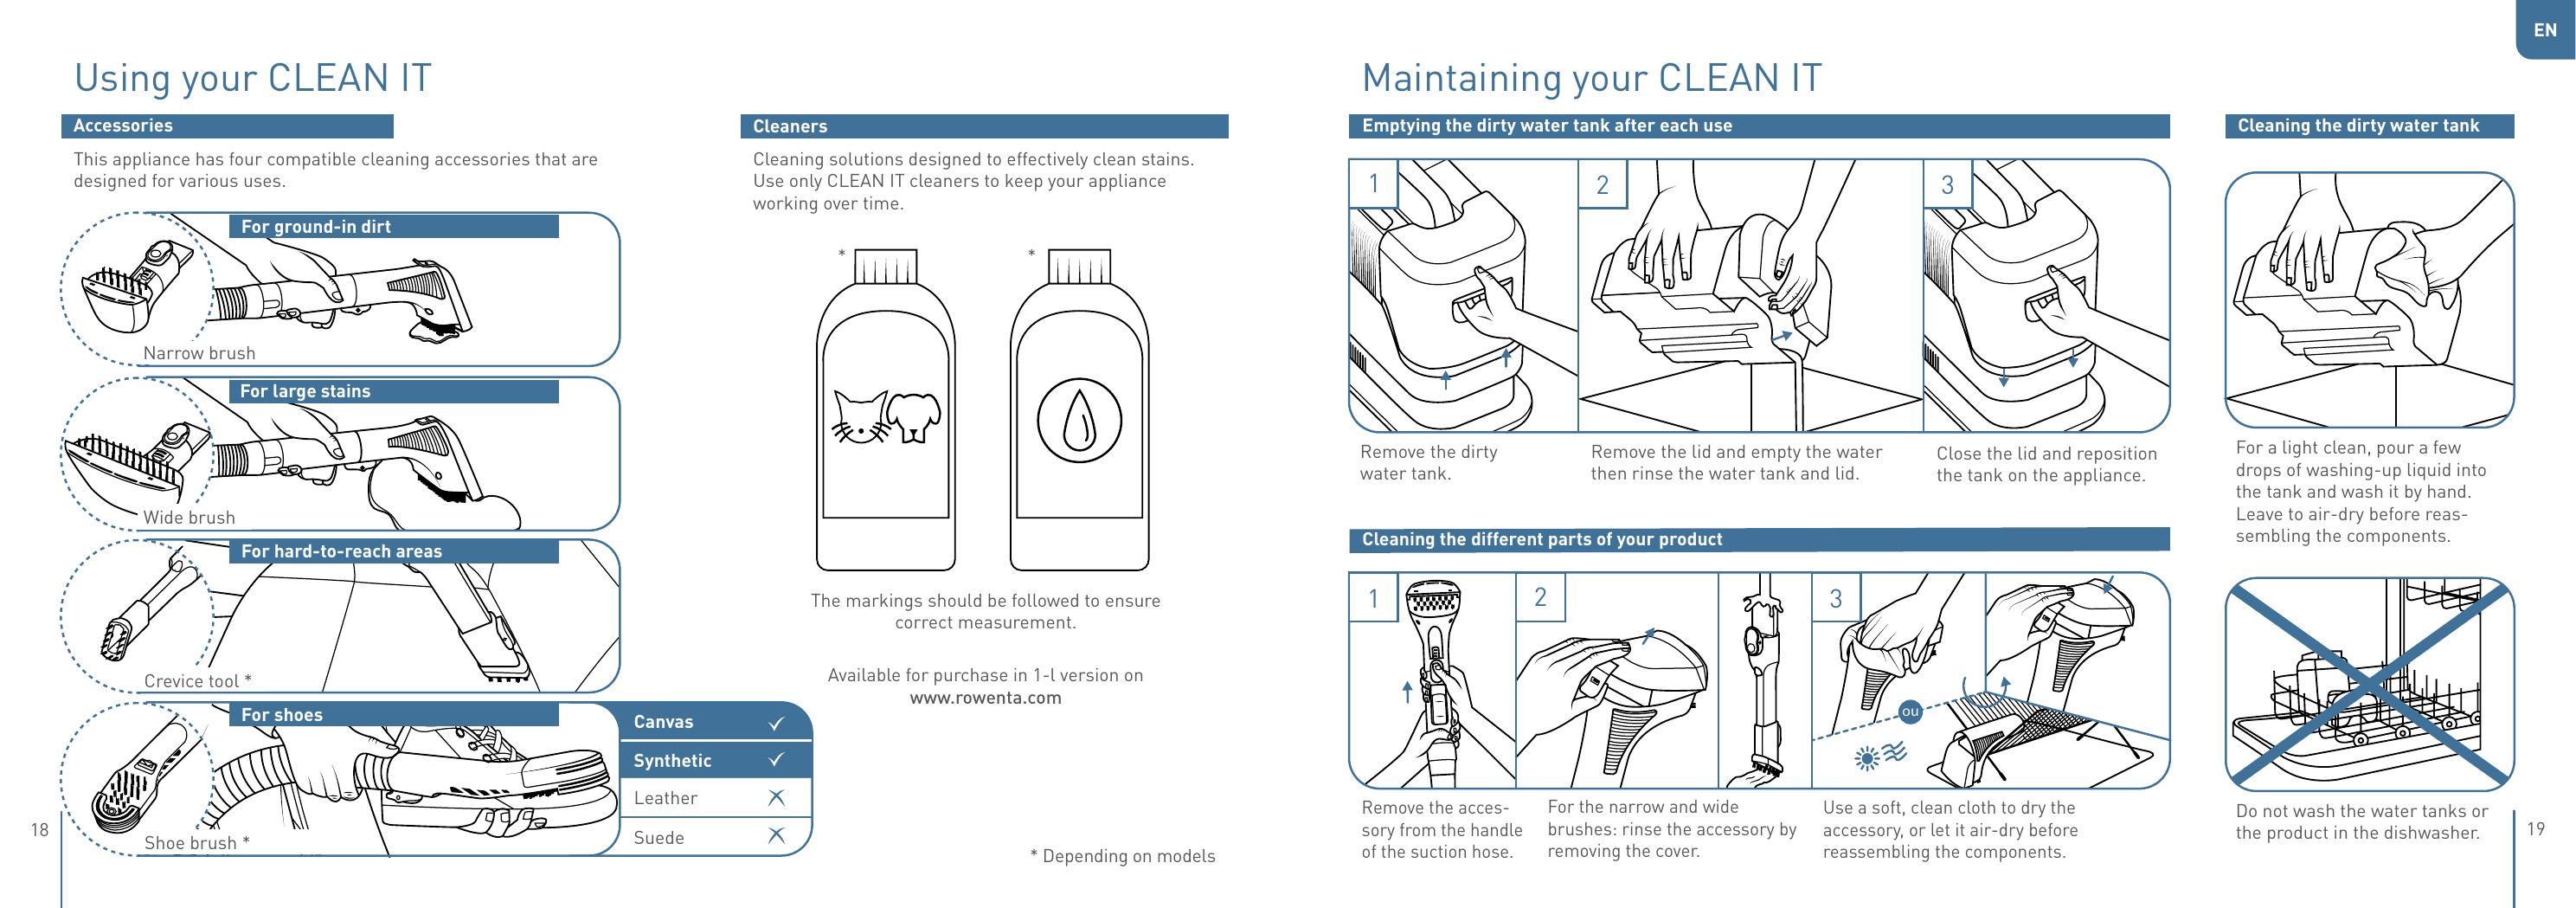 EN
Using your CLEAN IT
Accessories
This appliance has four compatible cleaning accessories that are
designed for various uses.
For ground-in dirt
Narrow brush
For large stains
Wide brush
For hard-to-reach areas
Crevice tool *
For shoes
Shoe brush *
Canvas
Synthetic
Leather
Suede
18
Cleaners
Cleaning solutions designed to effectively clean stains.
Use only CLEAN IT cleaners to keep your appliance
working over time.
*
*
The markings should be followed to ensure
correct measurement.
Available for purchase in 1-l version on
www.rowenta.com
* Depending on models
Maintaining your CLEAN IT
Emptying the dirty water tank after each use
1
2
3
Remove the dirty
water tank.
Remove the lid and empty the water
then rinse the water tank and lid.
Close the lid and reposition
the tank on the appliance.
Cleaning the different parts of your product
1
2
3
ou
Remove the acces-
sory from the handle
of the suction hose.
For the narrow and wide
brushes: rinse the accessory by
removing the cover.
Use a soft, clean cloth to dry the
accessory, or let it air-dry before
reassembling the components.
Cleaning the dirty water tank
For a light clean, pour a few
drops of washing-up liquid into
the tank and wash it by hand.
Leave to air-dry before reas-
sembling the components.
Do not wash the water tanks or
the product in the dishwasher.
19